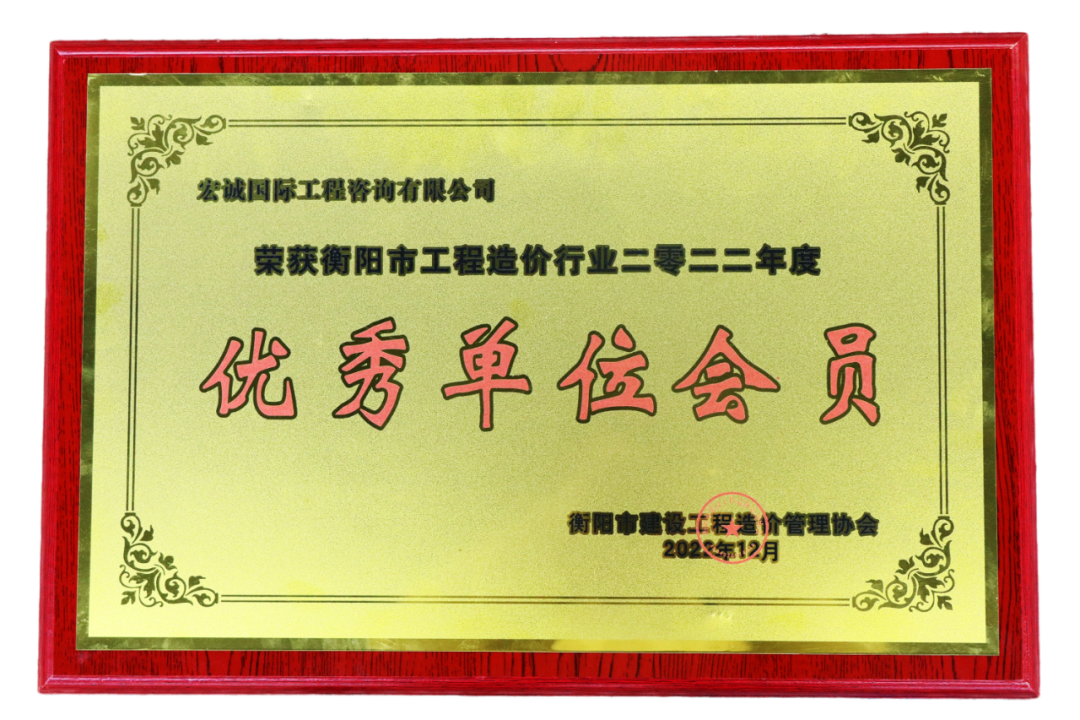 宏诚国际工程咨询有限公司
荣获衡阳市工程造价行业二零二二年度
优秀单位会员
衡阳市建设工程造价管理协会
2022年12月